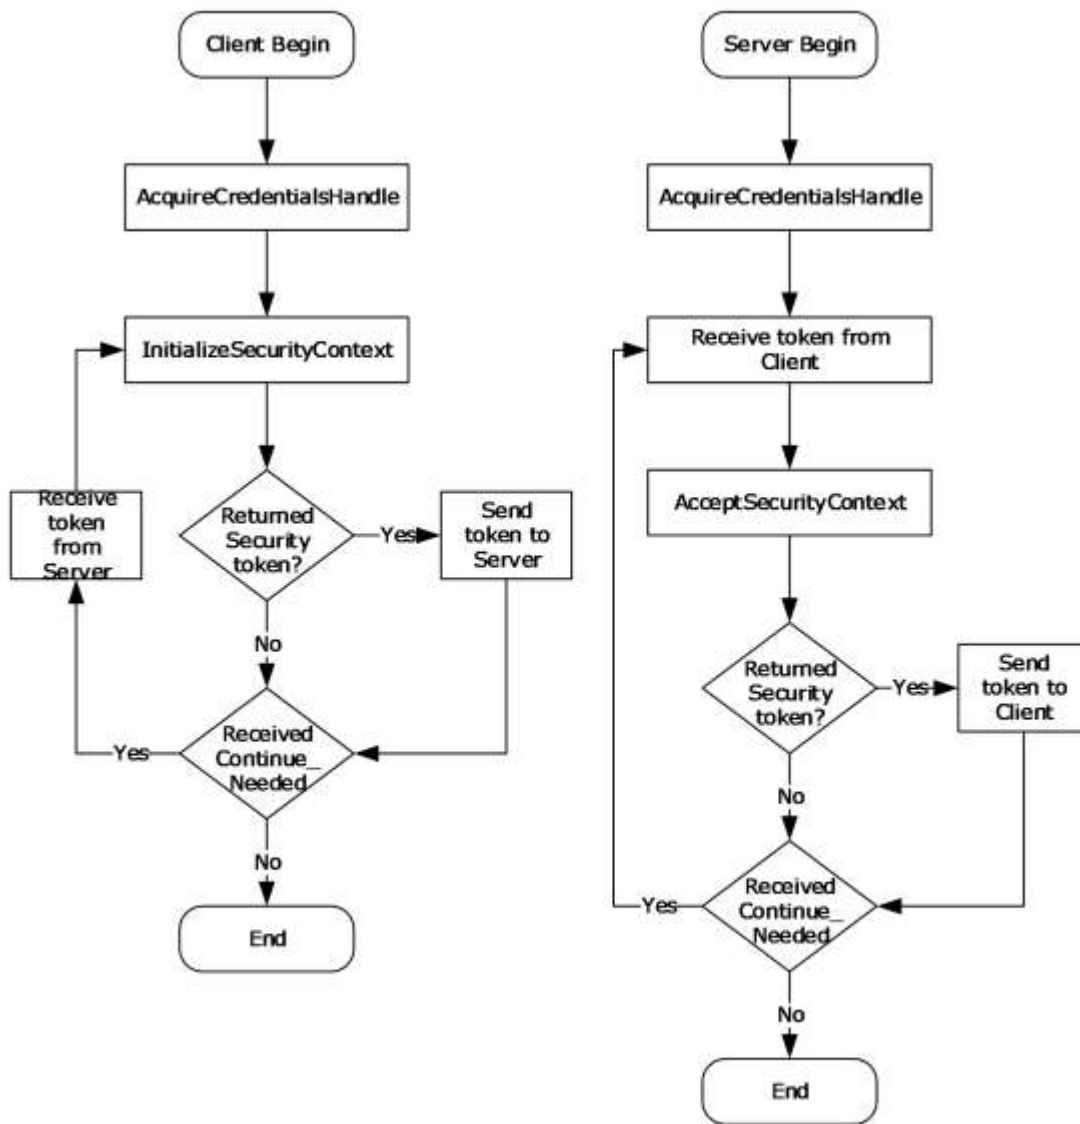 Client Begin
AcquireCredentialsHandle
InitializeSecurityContext
Receive
token
from
Server
Returned
Security
token?
Yes
Send
token to
Server
No
Yes
Received
Continue_
Needed
No
End
Server Begin
AcquireCredentialsHandle
Receive token from
Client
AcceptSecurityContext
Returned
Security
token?
Yes
Send
token to
Client
No
Yes
Received
Continue_
Needed
No
End